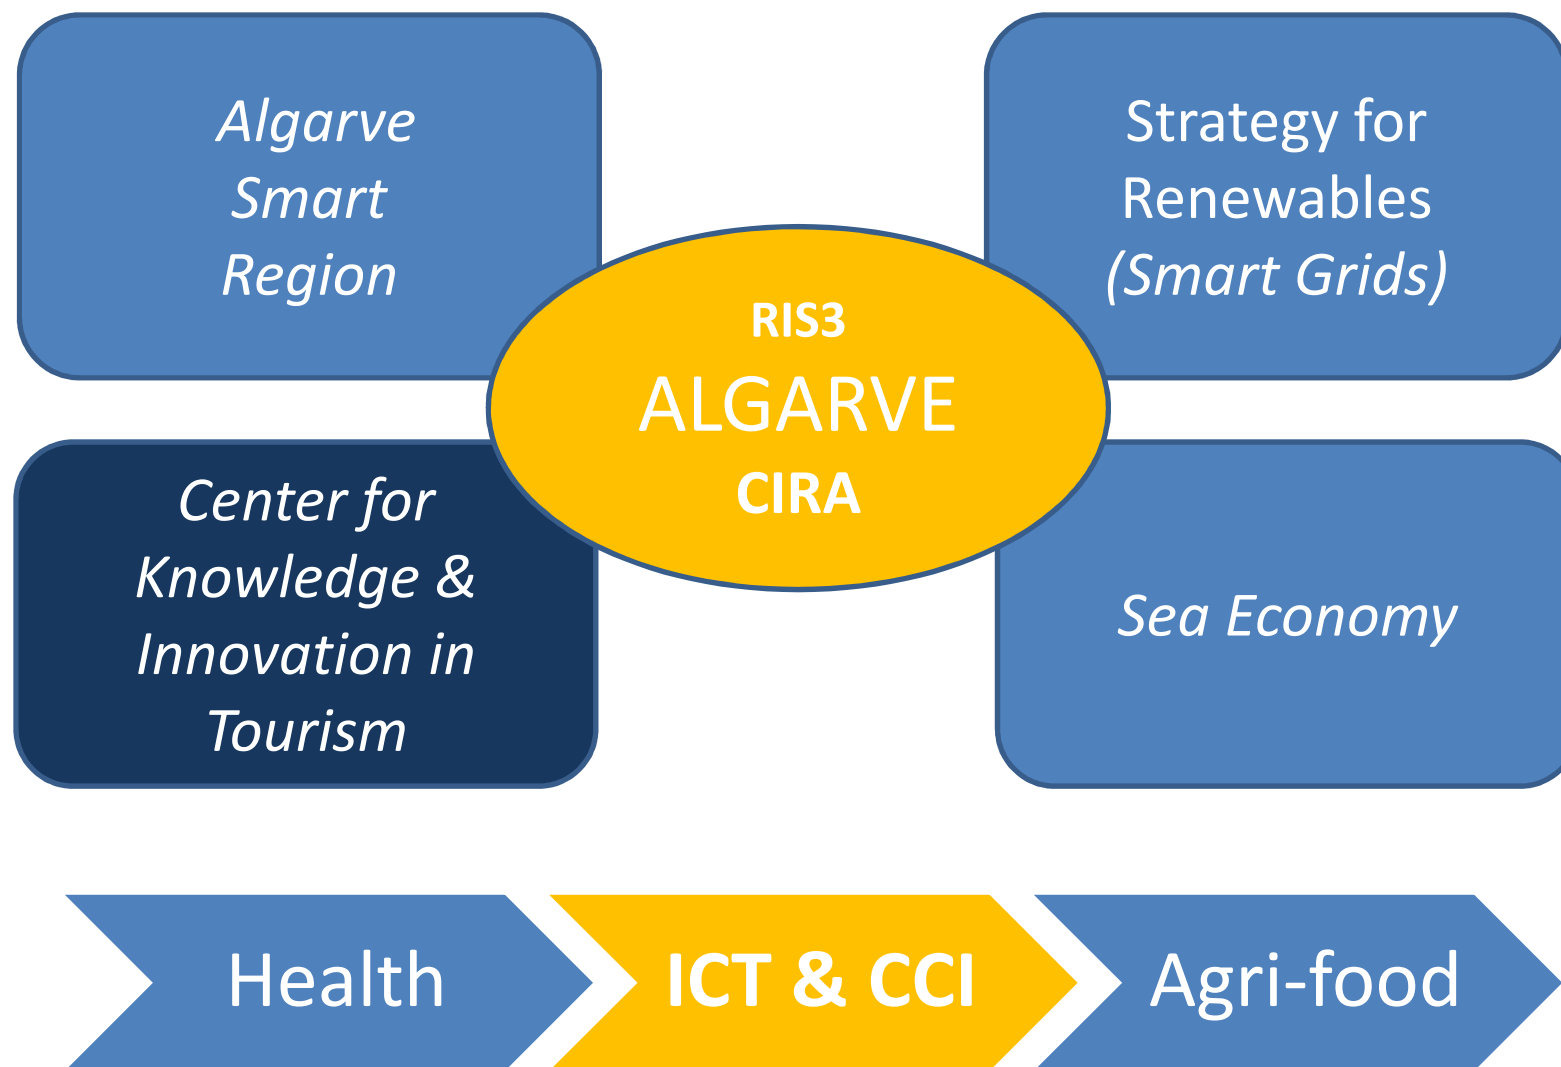 Algarve
Smart
Region
Strategy for
Renewables
(Smart Grids)
RIS3
ALGARVE
CIRA
Center for
Knowledge &
Innovation in
Tourism
Sea Economy
Health
ICT & CCI
Agri-food